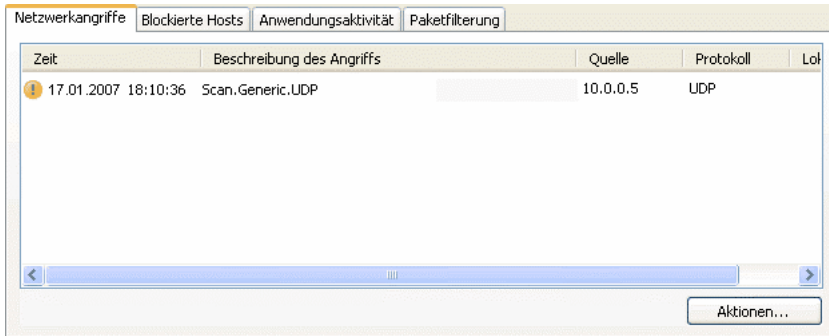 Netzwerkangriffe Blockierte Hosts Anwendungsaktivität Paketfilterung
Zeit Beschreibung des Angriffs Quelle Protokoll Lok
17.01.2007 18:10:36 Scan.Generic.UDP 10.0.0.5 UDP
Aktionen...